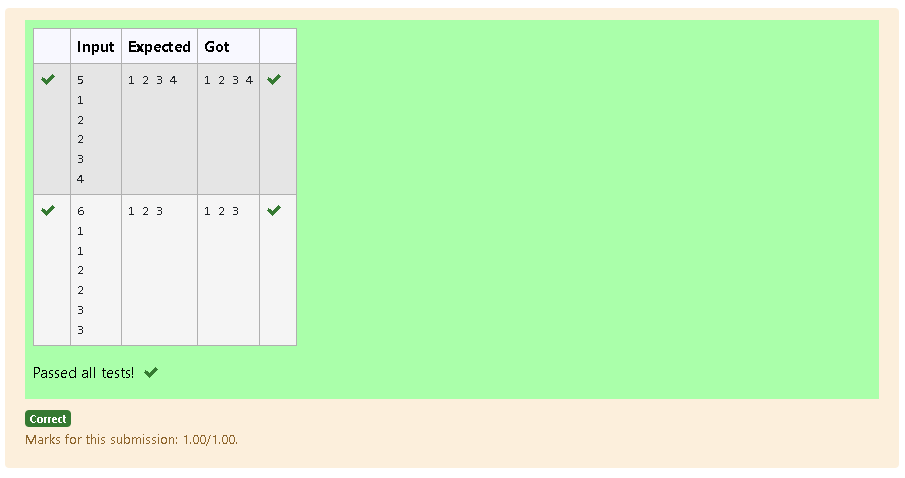 Input Expected Got
5 1 2 3 4 1 2 3 4
1
2
2
3
4
6 1 2 3 1 2 3
1
1
2
2
3
3
Passed all tests!
Correct
Marks for this submission: 1.00/1.00.